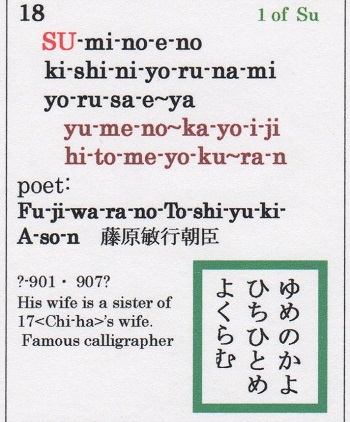 18
1 of Su
SU-mi-no-e-no
ki-shi-ni-yo-ru-na-mi
yo-ru-sa-e~ya
yu-me-no~ka-yo-i-ji
hi-to-me-yo-ku~ra-n
poet:
Fu-ji-wa-ra-no-To-shi-yu-ki-
A-so-n 藤原敏行朝臣
?-901・907?
His wife is a sister of
17<Chi-ha>'s wife.
Famous calligrapher
ゆめのかよ
ひちひとめ
よくらむ